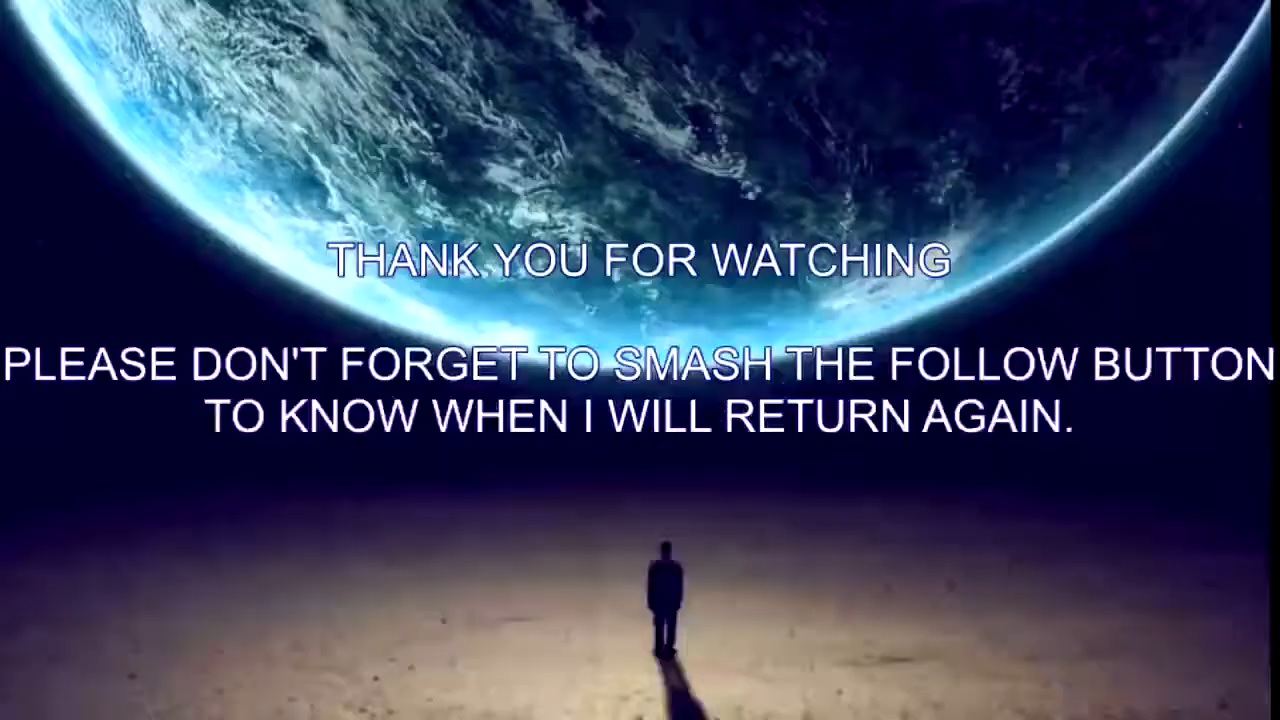 THANK YOU FOR WATCHING
PLEASE DON'T FORGET TO SMASH THE FOLLOW BUTTON
TO KNOW WHEN I WILL RETURN AGAIN.